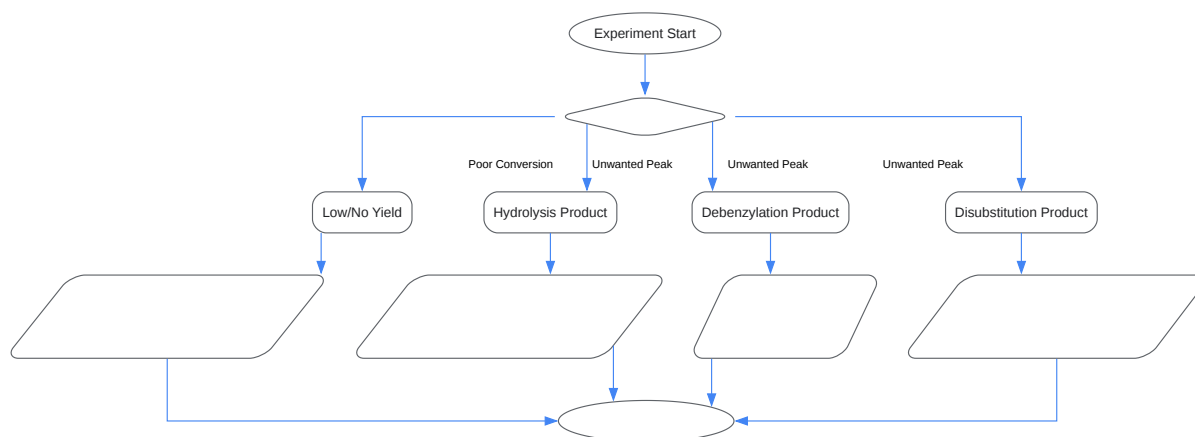 Experiment Start
Poor Conversion
Unwanted Peak
Unwanted Peak
Unwanted Peak
Low/No Yield
Hydrolysis Product
Debenzylation Product
Disubstitution Product